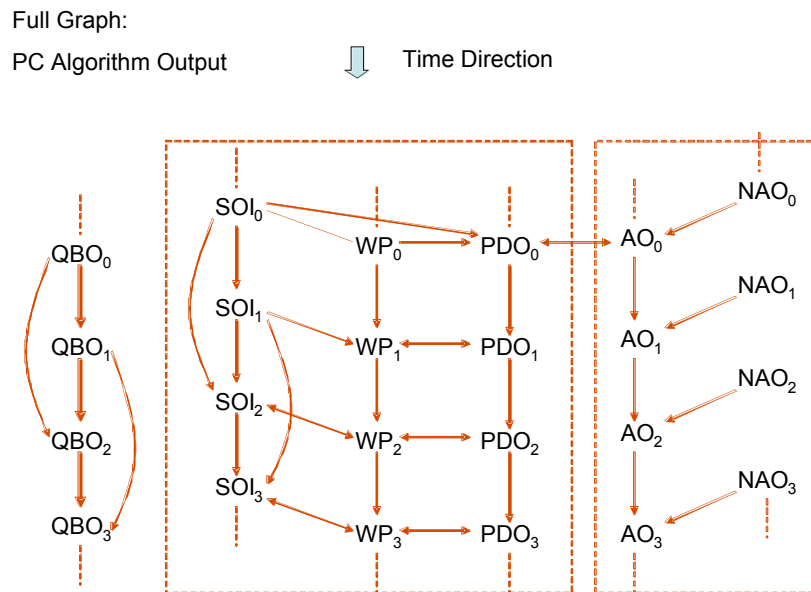 Full Graph:
PC Algorithm Output
Time Direction
SOI₀
NAO₀
QBO₀
WP₀
PDO₀
AO₀
SOI₁
NAO₁
QBO₁
WP₁
PDO₁
AO₁
SOI₂
NAO₂
QBO₂
WP₂
PDO₂
AO₂
SOI₃
NAO₃
QBO₃
WP₃
PDO₃
AO₃